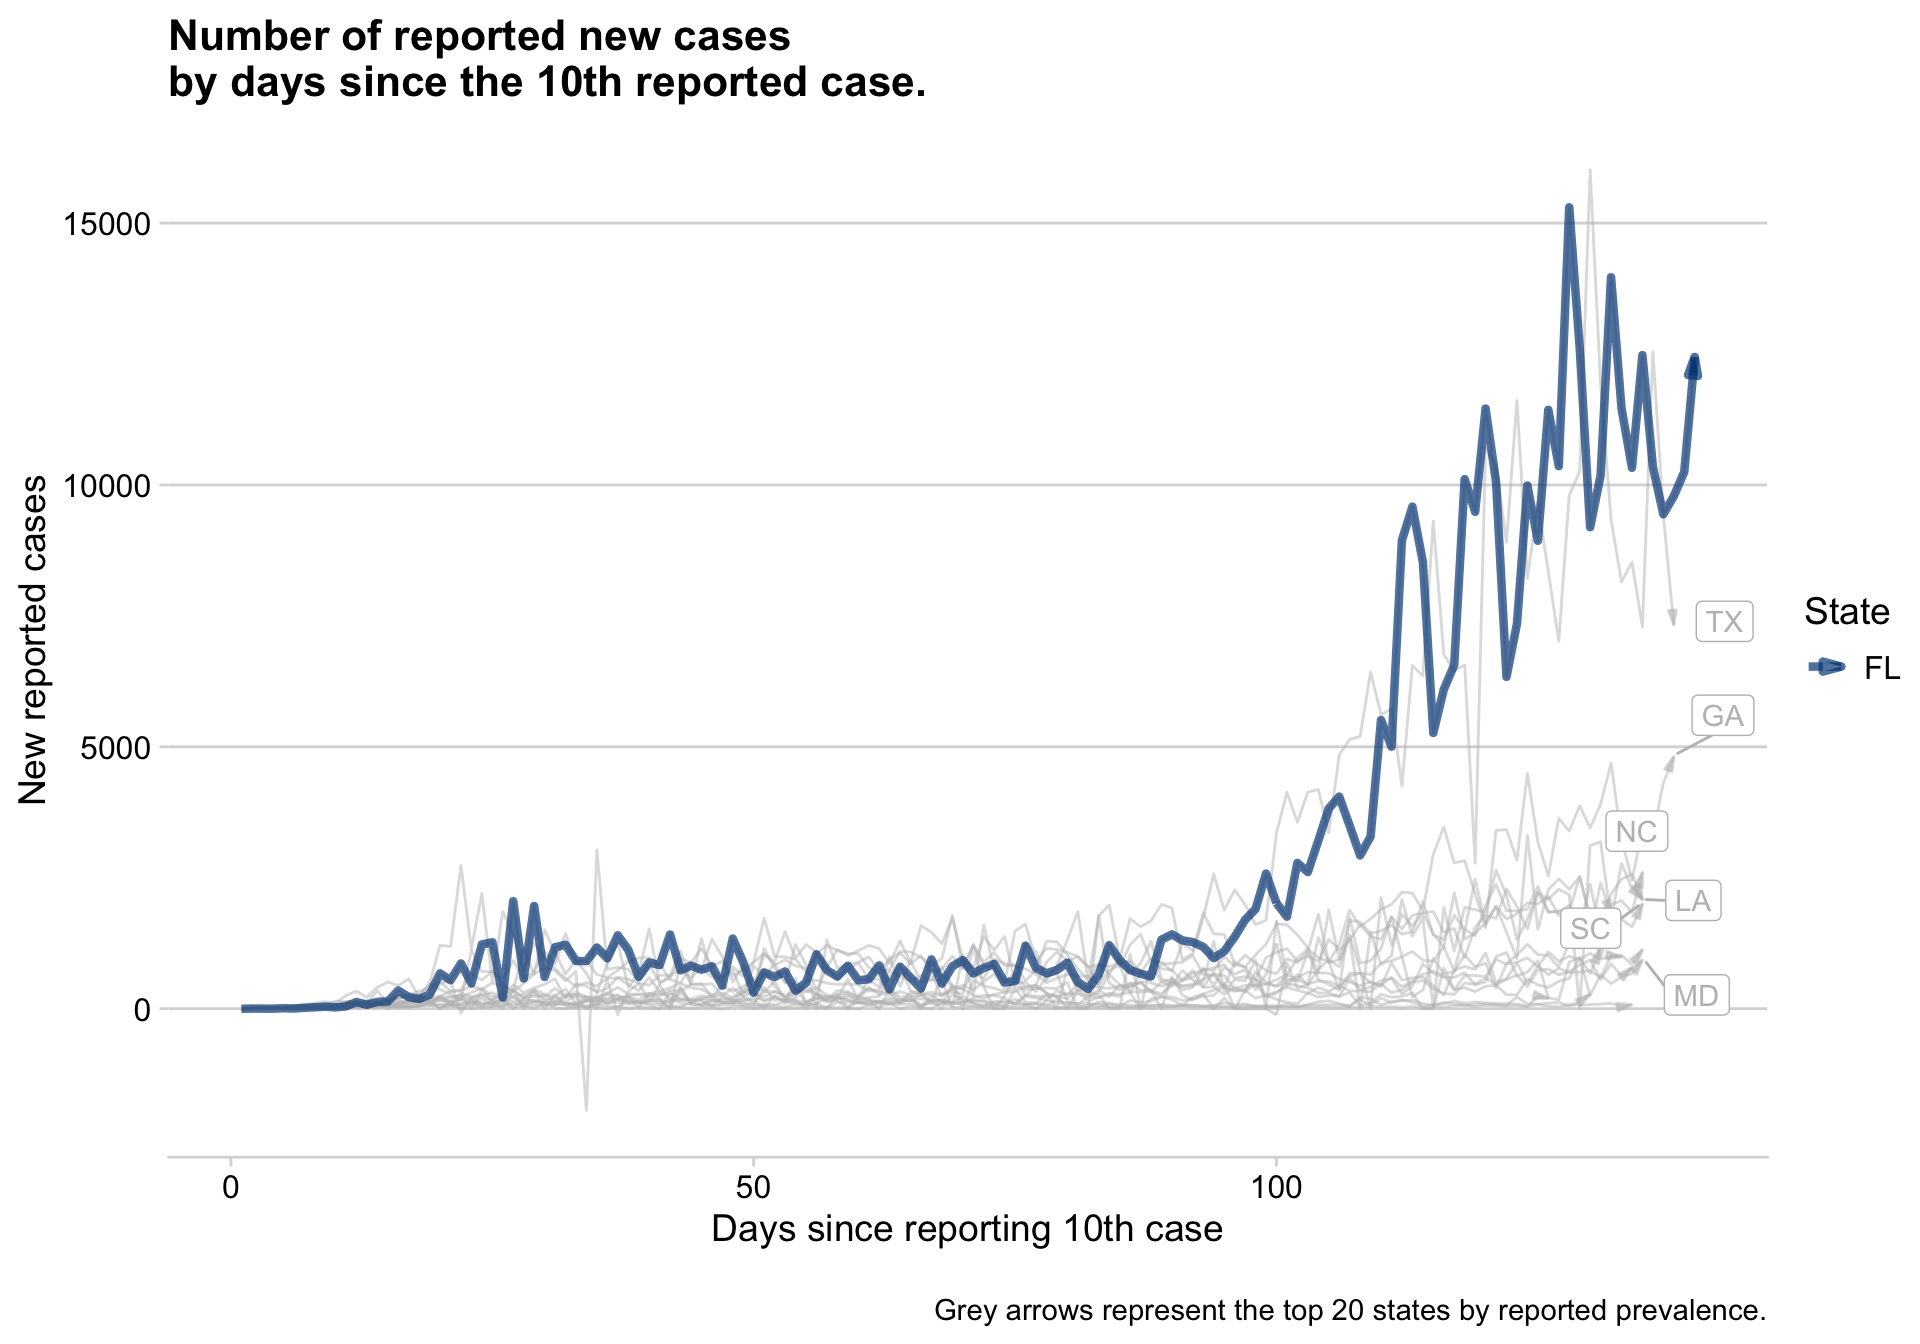 Number of reported new cases
by days since the 10th reported case.
15000
10000
5000
0
New reported cases
TX
GA
NC
LA
SC
MD
State
FL
0
50
100
Days since reporting 10th case
Grey arrows represent the top 20 states by reported prevalence.